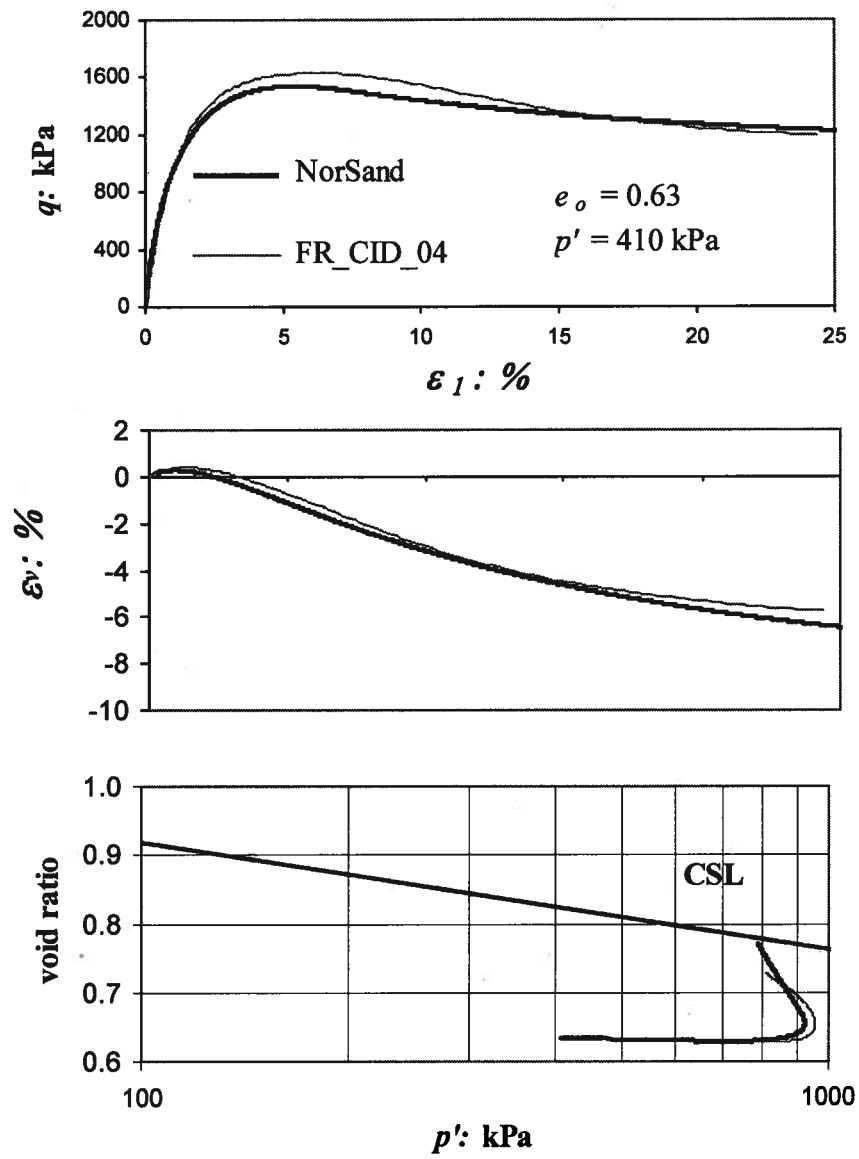 2000
1600
1200
800
400
0
q: kPa
NorSand
FR_CID_04
e o = 0.63
p' = 410 kPa
0 5 10 15 20 25
ε 1 : %
2
0
-2
-4
-6
-8
-10
εv: %
1.0
0.9
0.8
0.7
0.6
void ratio
CSL
100 1000
p': kPa